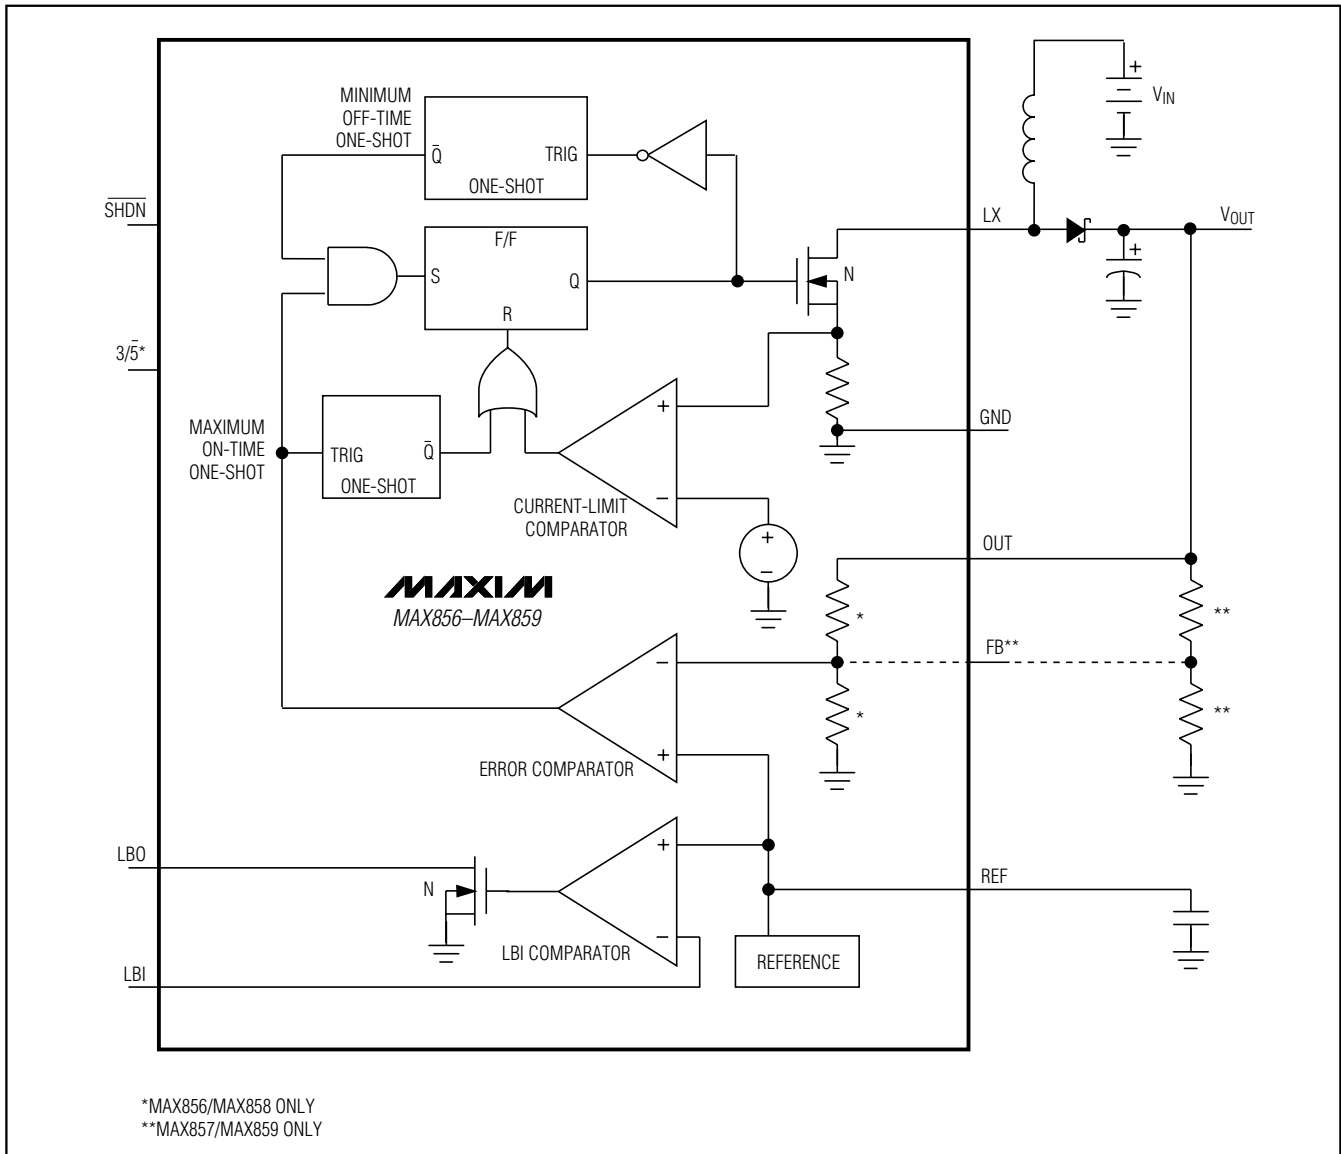 MINIMUM
OFF-TIME
ONE-SHOT
Q̅
TRIG
ONE-SHOT
+
V_IN
S̅H̅D̅N̅
LX
V_OUT
F/F
S
Q
R
N
+
3/5̅*
MAXIMUM
ON-TIME
ONE-SHOT
TRIG
Q̅
ONE-SHOT
+
−
CURRENT-LIMIT
COMPARATOR
GND
+
−
OUT
MAXIM
MAX856–MAX859
*
**
FB**
−
+
*
**
ERROR COMPARATOR
LBO
N
+
−
LBI COMPARATOR
REF
REFERENCE
LBI
*MAX856/MAX858 ONLY
**MAX857/MAX859 ONLY